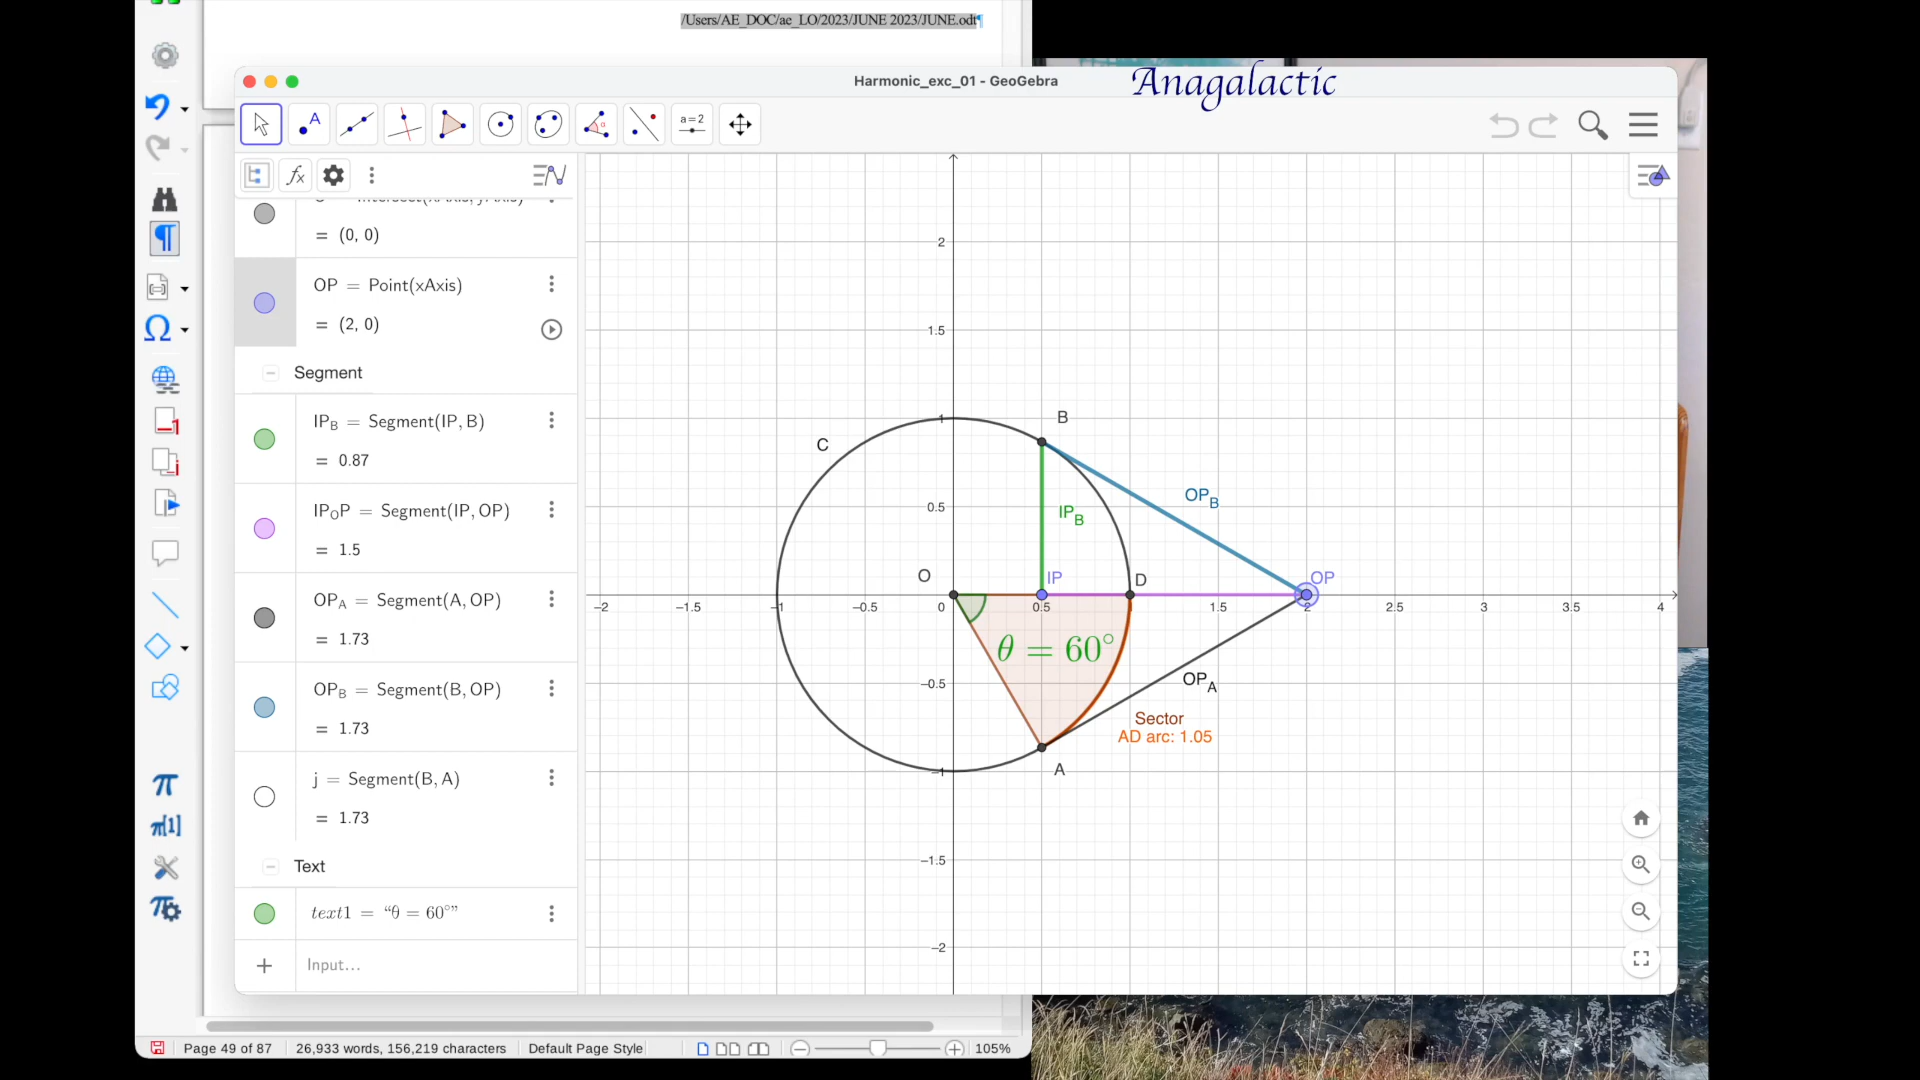 /Users/AE_DOC/ae_LO/2023/JUNE 2023/JUNE.odt¶
Harmonic_exc_01 - GeoGebra
Anagalactic
A
a=2
fx
= (0, 0)
OP = Point(xAxis)
= (2, 0)
Segment
IP_B = Segment(IP, B)
= 0.87
IP_OP = Segment(IP, OP)
= 1.5
OP_A = Segment(A, OP)
= 1.73
OP_B = Segment(B, OP)
= 1.73
j = Segment(B, A)
= 1.73
Text
text1 = “θ = 60°”
Input...
2
1.5
1
0.5
0
-0.5
-1
-1.5
-2
-2 -1.5 -1 -0.5 0.5 1.5 2 2.5 3 3.5 4
B
C
OP_B
IP_B
O
IP
D
OP
θ = 60°
OP_A
Sector
AD arc: 1.05
A
Page 49 of 87
26,933 words, 156,219 characters
Default Page Style
105%